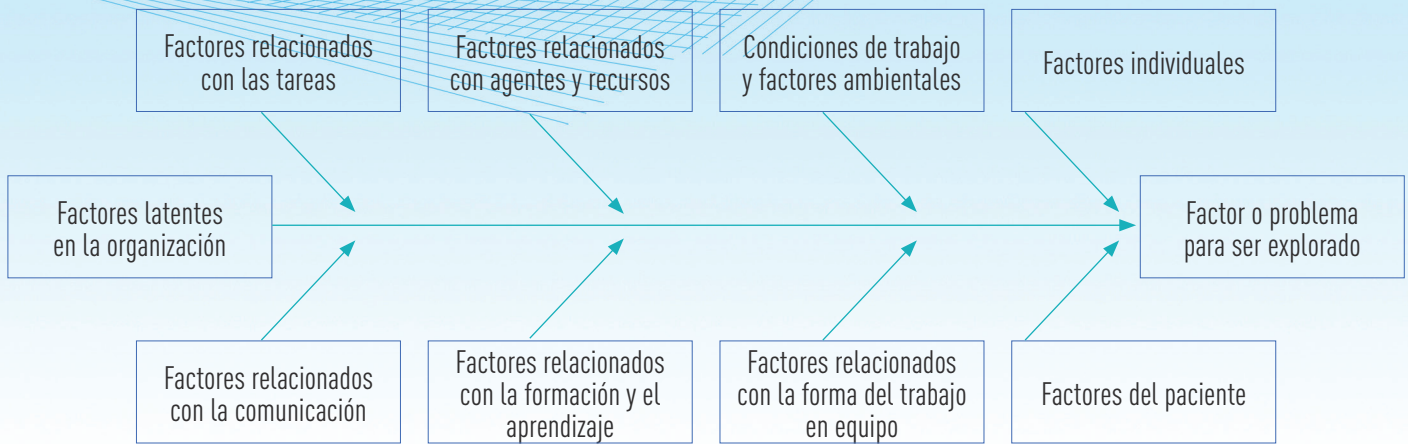 Factores relacionados
con las tareas
Factores relacionados
con agentes y recursos
Condiciones de trabajo
y factores ambientales
Factores individuales
Factores latentes
en la organización
Factor o problema
para ser explorado
Factores relacionados
con la comunicación
Factores relacionados
con la formación y el
aprendizaje
Factores relacionados
con la forma del trabajo
en equipo
Factores del paciente